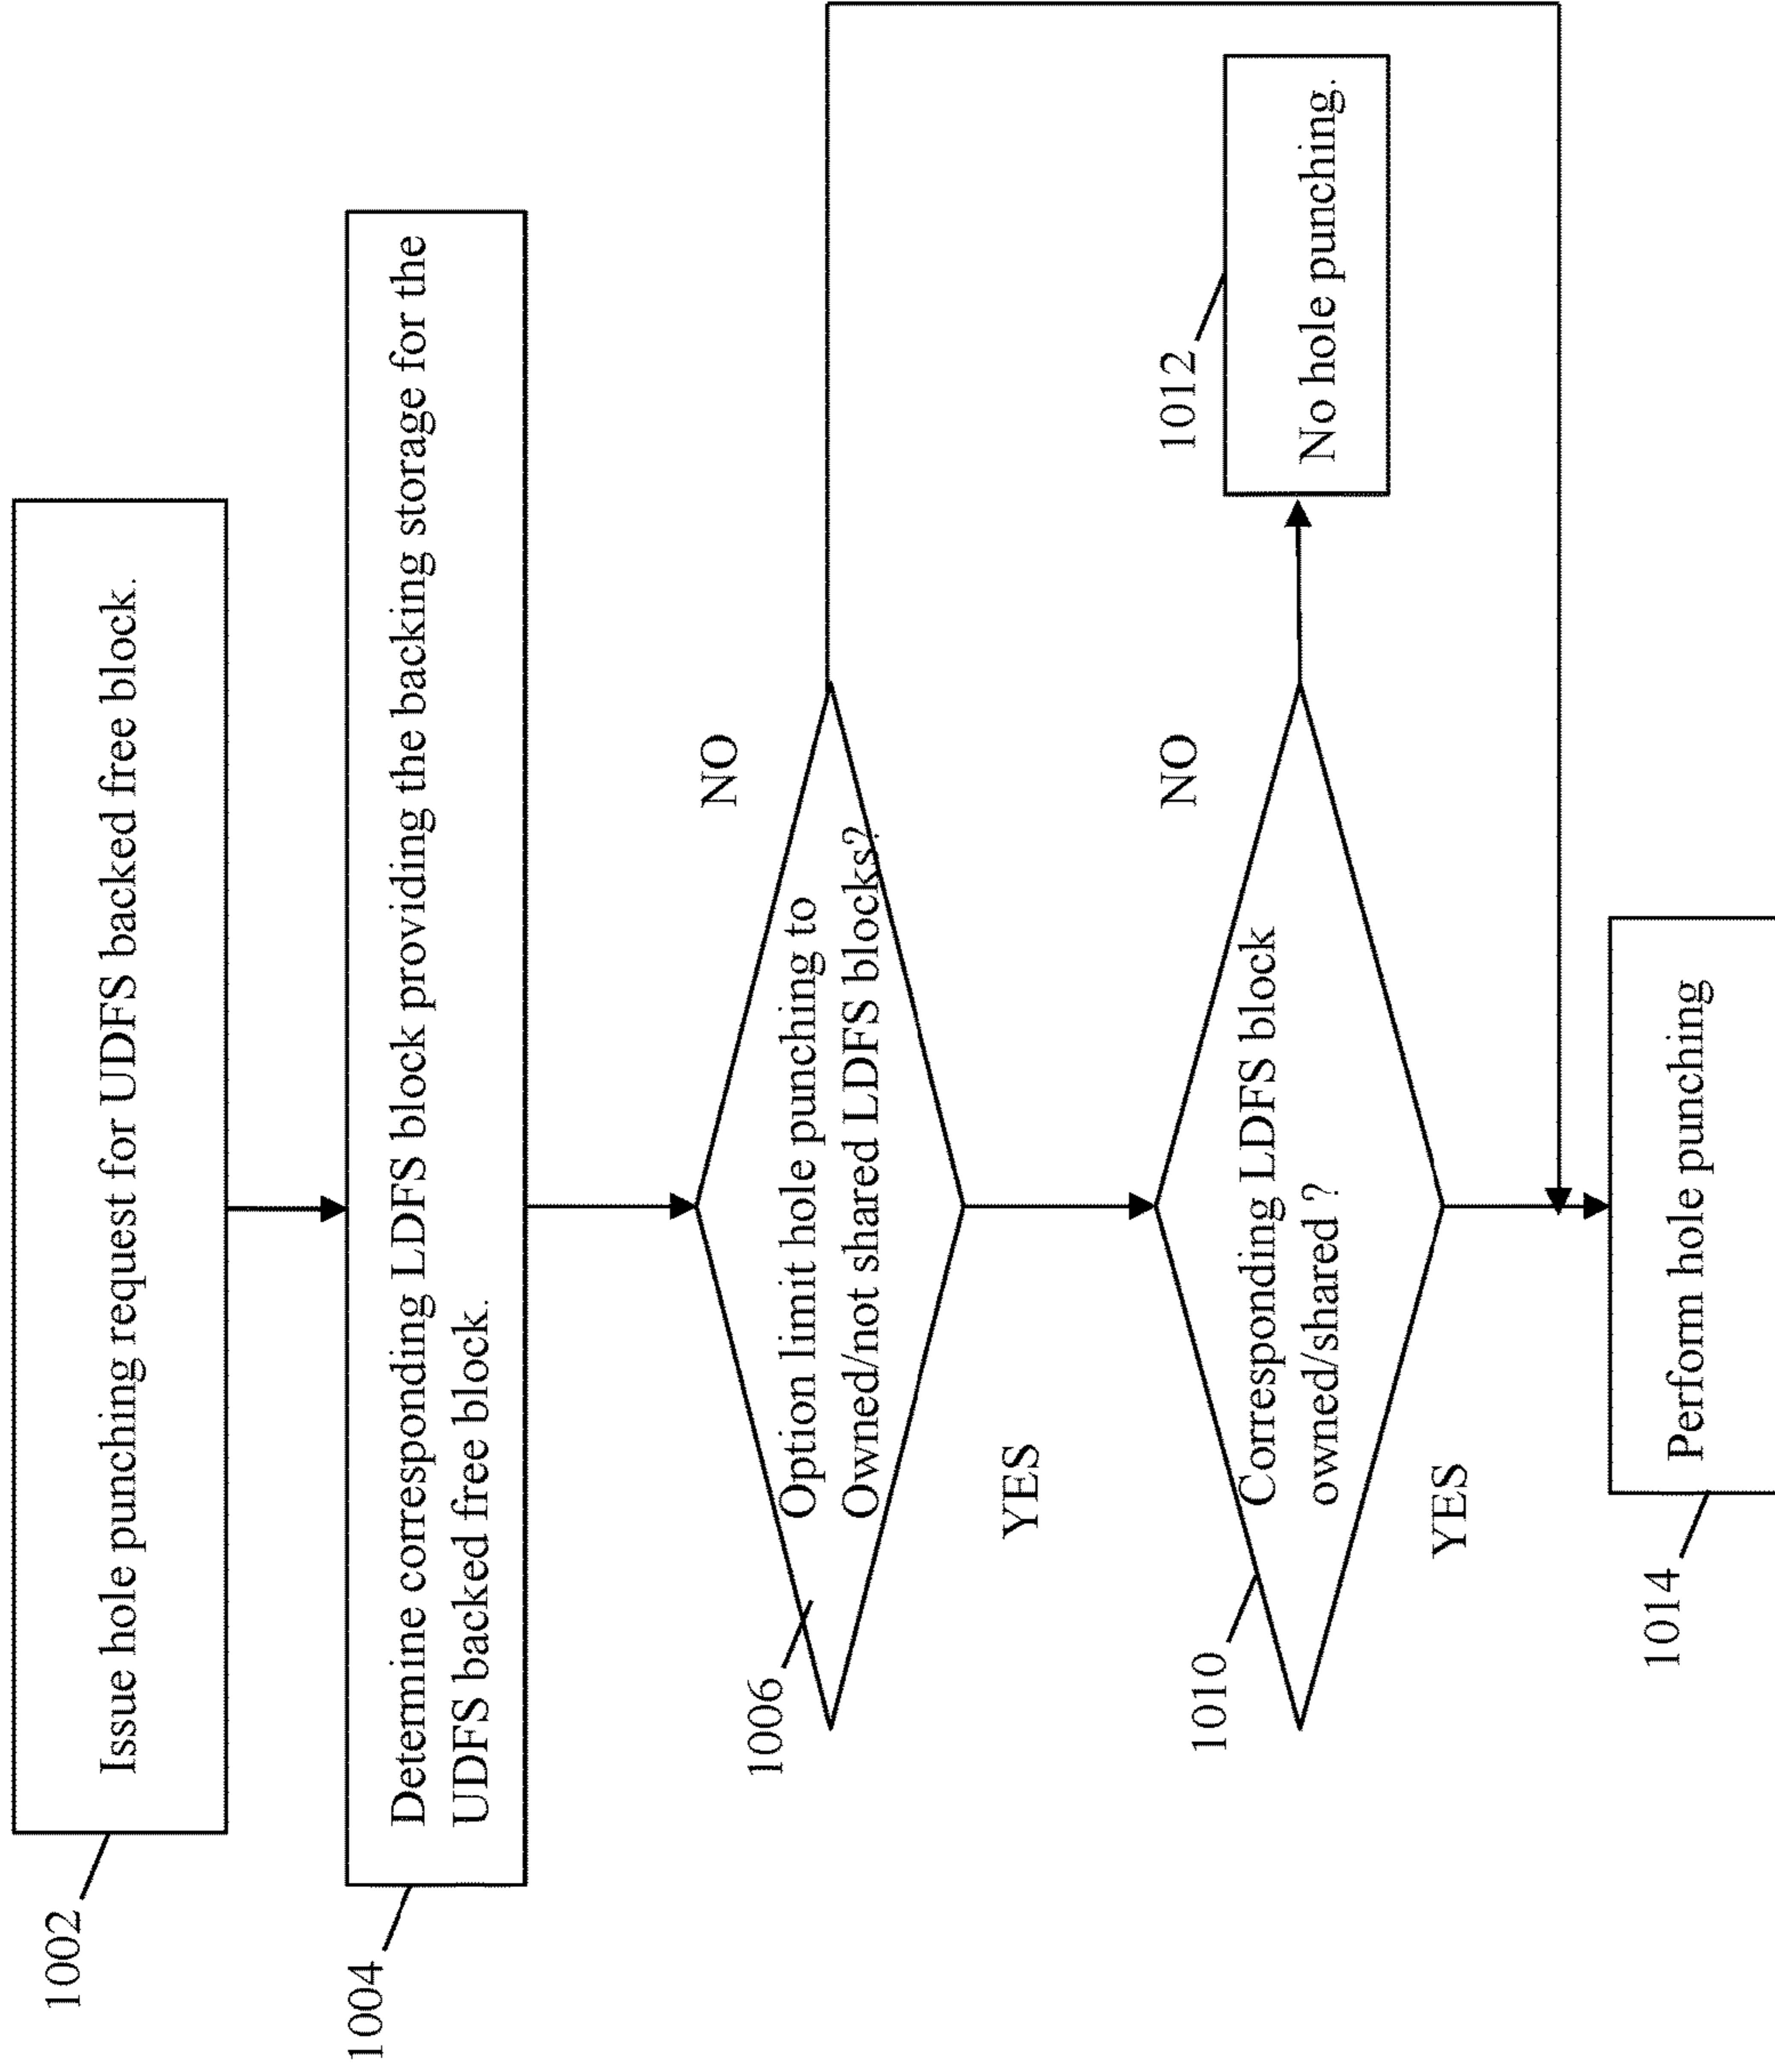 1002
Issue hole punching request for UDFS backed free block.
1004
Determine corresponding LDFS block providing the backing storage for the
UDFS backed free block.
1006
Option limit hole punching to
Owned/not shared LDFS blocks?
NO
YES
1010
Corresponding LDFS block
owned/shared ?
NO
1012
No hole punching.
YES
1014
Perform hole punching